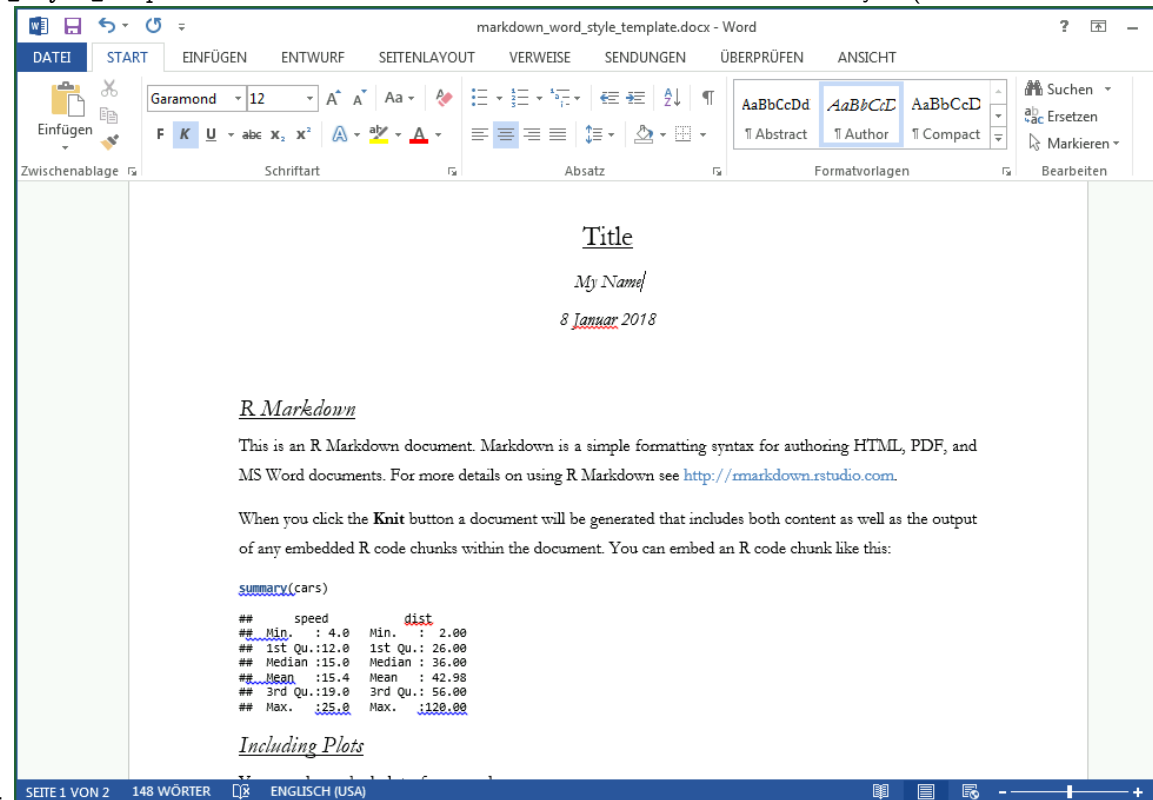 markdown_word_style_template.docx - Word
DATEI START EINFÜGEN ENTWURF SEITENLAYOUT VERWEISE SENDUNGEN ÜBERPRÜFEN ANSICHT
Garamond 12 Aa
Einfügen
F K U abc X₂ X²
AaBbCcDd AaBbCcD AaBbCcD
¶ Abstract ¶ Author ¶ Compact
Suchen
Ersetzen
Markieren
Zwischenablage Schriftart Absatz Formatvorlagen Bearbeiten
Title
My Name
8 Januar 2018
R Markdown
This is an R Markdown document. Markdown is a simple formatting syntax for authoring HTML, PDF, and
MS Word documents. For more details on using R Markdown see http://rmarkdown.rstudio.com.
When you click the Knit button a document will be generated that includes both content as well as the output
of any embedded R code chunks within the document. You can embed an R code chunk like this:
summary(cars)
##      speed           dist
##  Min.   : 4.0   Min.   :  2.00
##  1st Qu.:12.0   1st Qu.: 26.00
##  Median :15.0   Median : 36.00
##  Mean   :15.4   Mean   : 42.98
##  3rd Qu.:19.0   3rd Qu.: 56.00
##  Max.   :25.0   Max.   :120.00
Including Plots
SEITE 1 VON 2 148 WÖRTER ENGLISCH (USA)